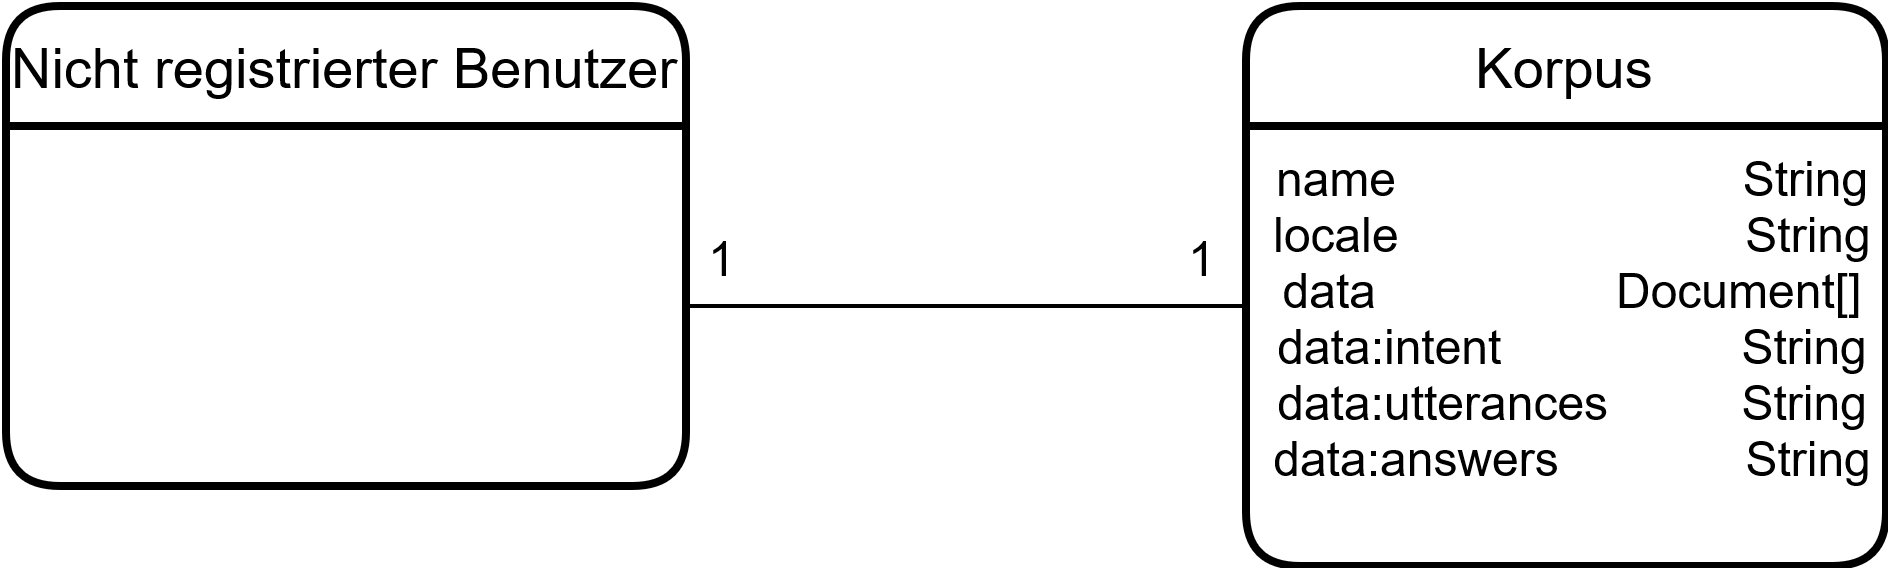 Nicht registrierter Benutzer
1
1
Korpus
name String
locale String
data Document[]
data:intent String
data:utterances String
data:answers String